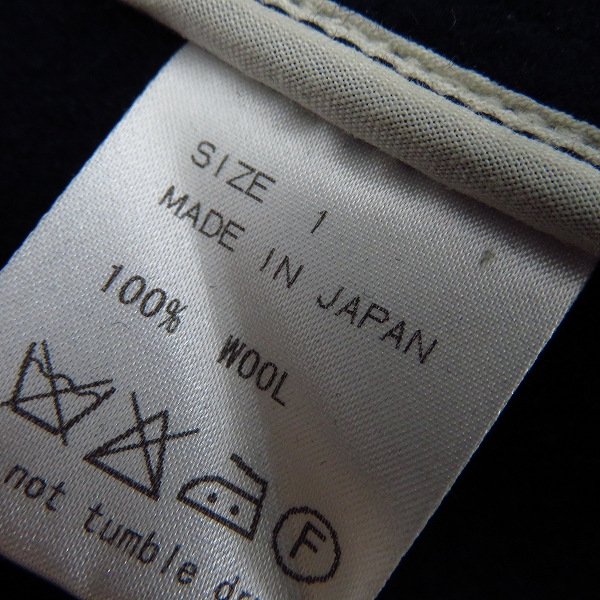 SIZE 1
MADE IN JAPAN
100% WOOL
F
not tumble